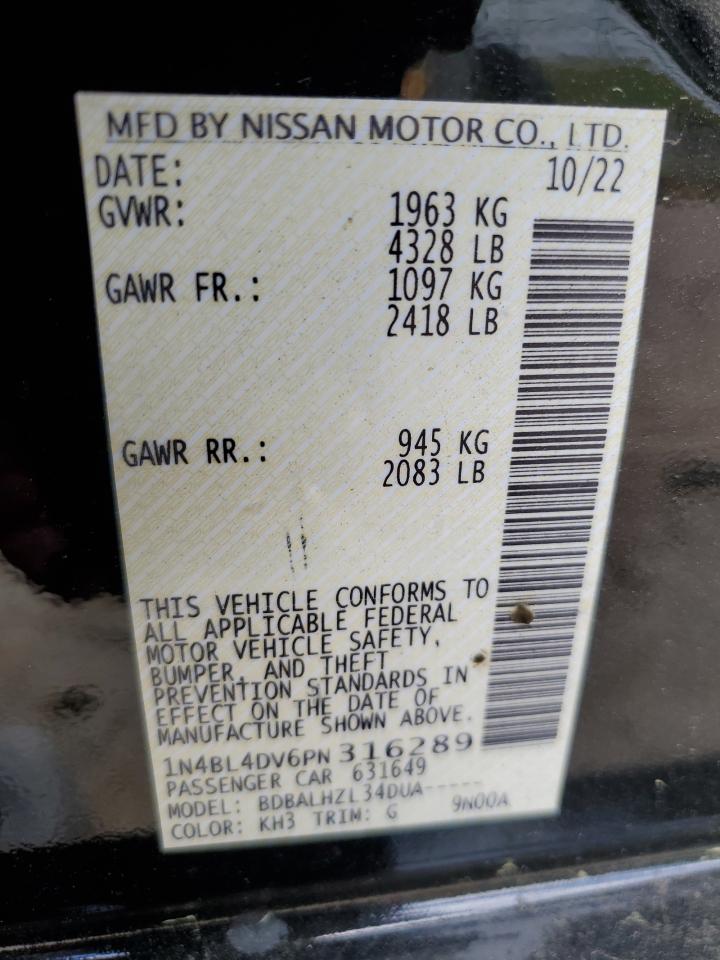 MFD BY NISSAN MOTOR CO., LTD.
DATE: 10/22
GVWR: 1963 KG
4328 LB
GAWR FR.: 1097 KG
2418 LB
GAWR RR.: 945 KG
2083 LB
THIS VEHICLE CONFORMS TO
ALL APPLICABLE FEDERAL
MOTOR VEHICLE SAFETY,
BUMPER, AND THEFT
PREVENTION STANDARDS IN
EFFECT ON THE DATE OF
MANUFACTURE SHOWN ABOVE.
1N4BL4DV6PN 316289
PASSENGER CAR 631649
MODEL: BDBALHZL34DUA-----
COLOR: KH3 TRIM: G 9N00A